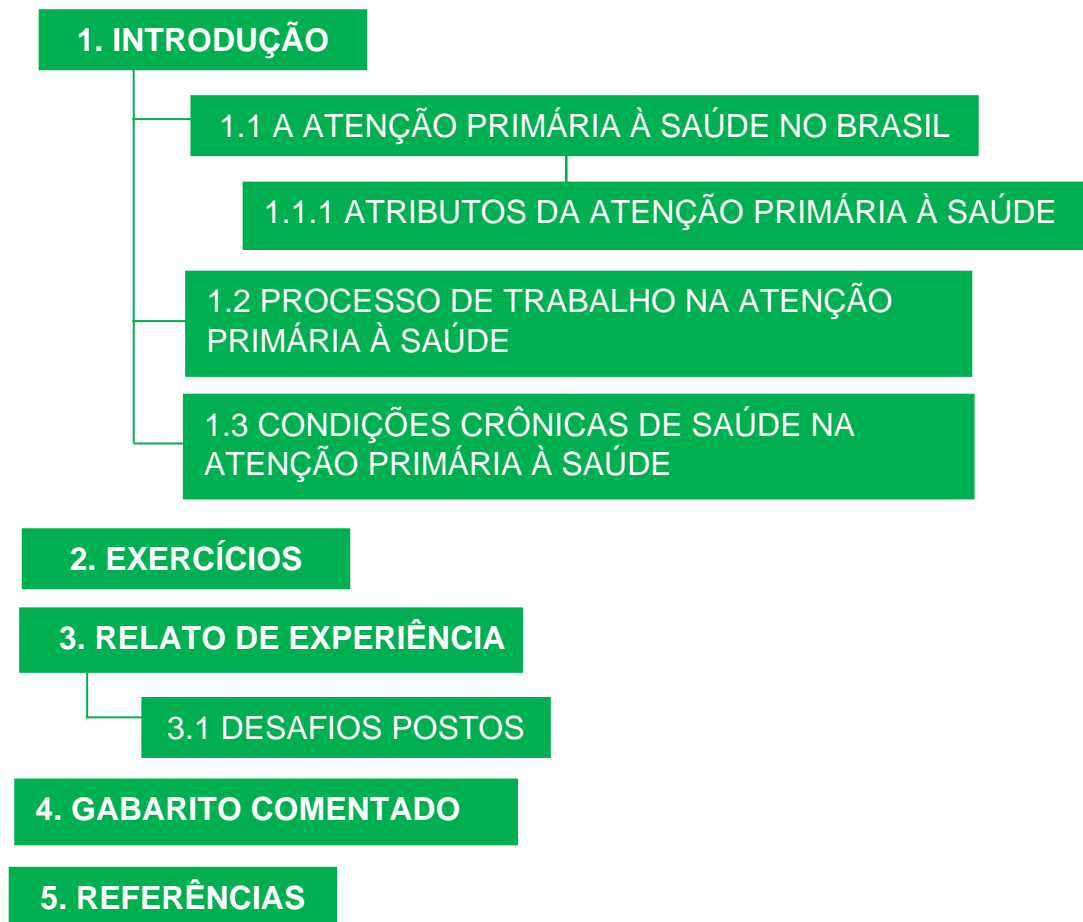 1. INTRODUÇÃO
1.1 A ATENÇÃO PRIMÁRIA À SAÚDE NO BRASIL
1.1.1 ATRIBUTOS DA ATENÇÃO PRIMÁRIA À SAÚDE
1.2 PROCESSO DE TRABALHO NA ATENÇÃO
PRIMÁRIA À SAÚDE
1.3 CONDIÇÕES CRÔNICAS DE SAÚDE NA
ATENÇÃO PRIMÁRIA À SAÚDE
2. EXERCÍCIOS
3. RELATO DE EXPERIÊNCIA
3.1 DESAFIOS POSTOS
4. GABARITO COMENTADO
5. REFERÊNCIAS